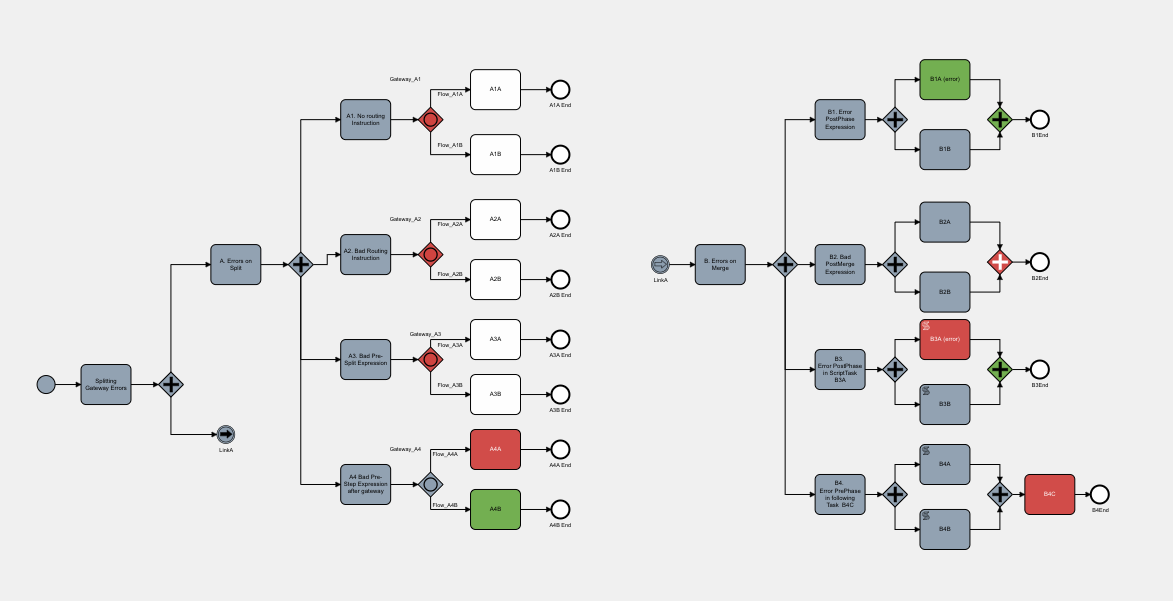 Splitting
Gateway Errors
LinkA
A. Errors on
Split
A1. No routing
Instruction
Gateway_A1
Flow_A1A
Flow_A1B
A1A
A1A End
A1B
A1B End
A2. Bad Routing
Instruction
Gateway_A2
Flow_A2A
Flow_A2B
A2A
A2A End
A2B
A2B End
A3. Bad Pre-
Split Expression
Gateway_A3
Flow_A3A
Flow_A3B
A3A
A3A End
A3B
A3B End
A4 Bad Pre-
Step Expression
after gateway
Gateway_A4
Flow_A4A
Flow_A4B
A4A
A4A End
A4B
A4B End
LinkA
B. Errors on
Merge
B1. Error
PostPhase
Expression
B1A (error)
B1B
B1End
B2. Bad
PostMerge
Expression
B2A
B2B
B2End
B3.
Error PostPhase
in ScriptTask
B3A
B3A (error)
B3B
B3End
B4.
Error PrePhase
in following
Task B4C
B4A
B4B
B4C
B4End